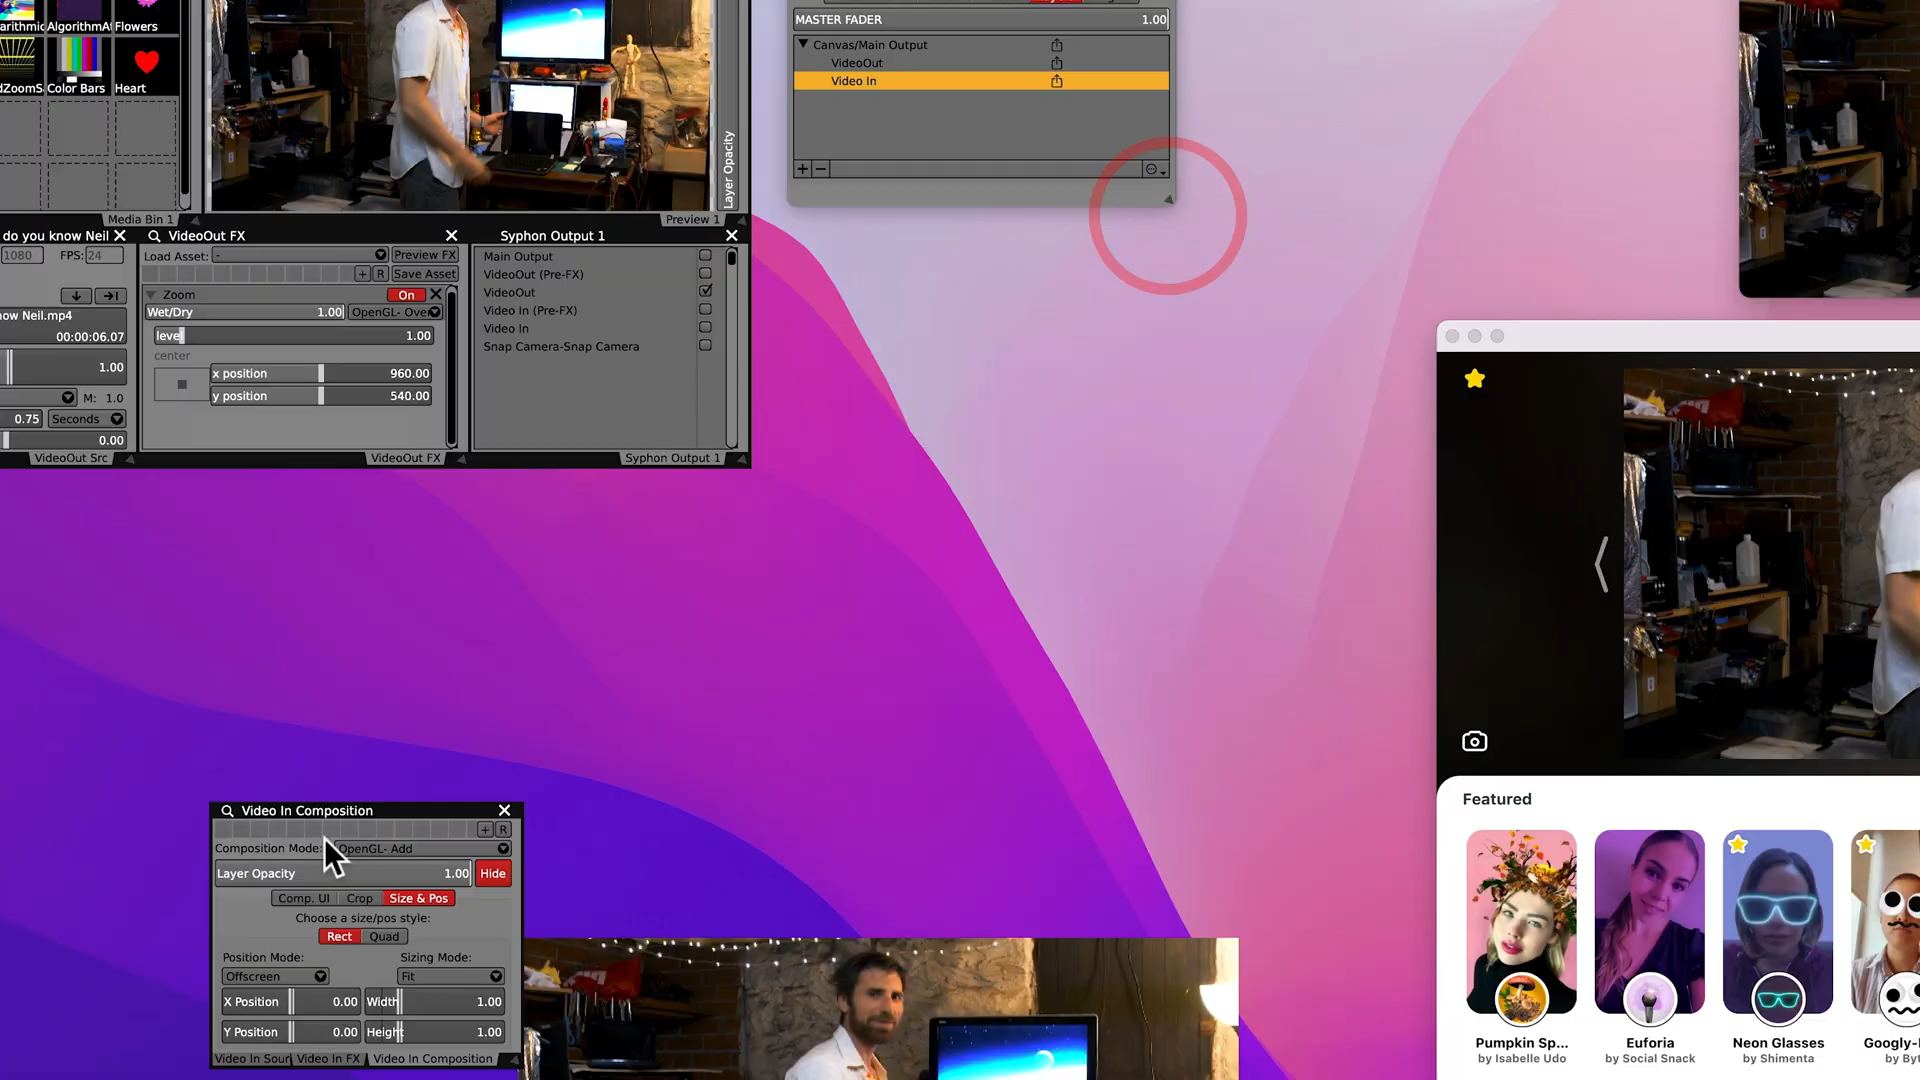 arithmic
AlgorithmAt
Flowers
dZoomS
Color Bars
Heart
Media Bin 1
Layer Opacity
Preview 1
MASTER FADER 1.00
Canvas/Main Output
VideoOut
Video In
+ −
do you know Neil
1080 FPS: 24
now Neil.mp4
00:00:06.07
1.00
M: 1.0
0.75 Seconds
0.00
VideoOut Src
VideoOut FX
Load Asset: - Preview FX
+ R Save Asset
Zoom On
Wet/Dry 1.00 OpenGL- Over
level 1.00
center
x position 960.00
y position 540.00
VideoOut FX
Syphon Output 1
Main Output
VideoOut (Pre-FX)
VideoOut
Video In (Pre-FX)
Video In
Snap Camera-Snap Camera
Syphon Output 1
Video In Composition
+ R
Composition Mode: OpenGL- Add
Layer Opacity 1.00 Hide
Comp. UI Crop Size & Pos
Choose a size/pos style:
Rect Quad
Position Mode: Sizing Mode:
Offscreen Fit
X Position 0.00 Width 1.00
Y Position 0.00 Height 1.00
Video In Sour Video In FX Video In Composition
Featured
Pumpkin Sp...
by Isabelle Udo
Euforia
by Social Snack
Neon Glasses
by Shimenta
Googly-
by Byt